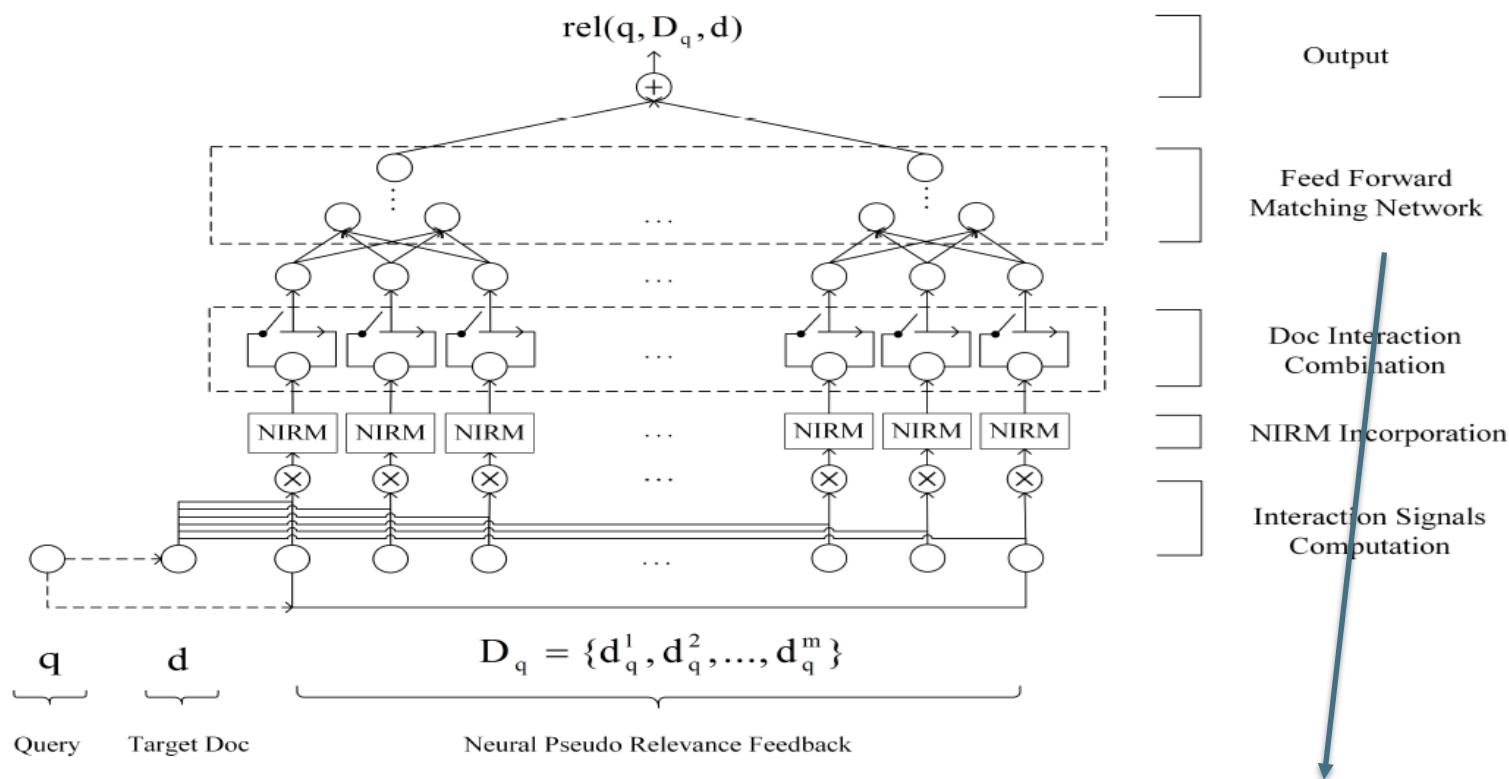 rel(q, D_q, d)
+
Output
Feed Forward
Matching Network
...
...
Doc Interaction
Combination
...
NIRM NIRM NIRM ... NIRM NIRM NIRM
NIRM Incorporation
× × × ... × × ×
Interaction Signals
Computation
...
q d D_q = {d_q^1, d_q^2, ..., d_q^m}
Query Target Doc Neural Pseudo Relevance Feedback